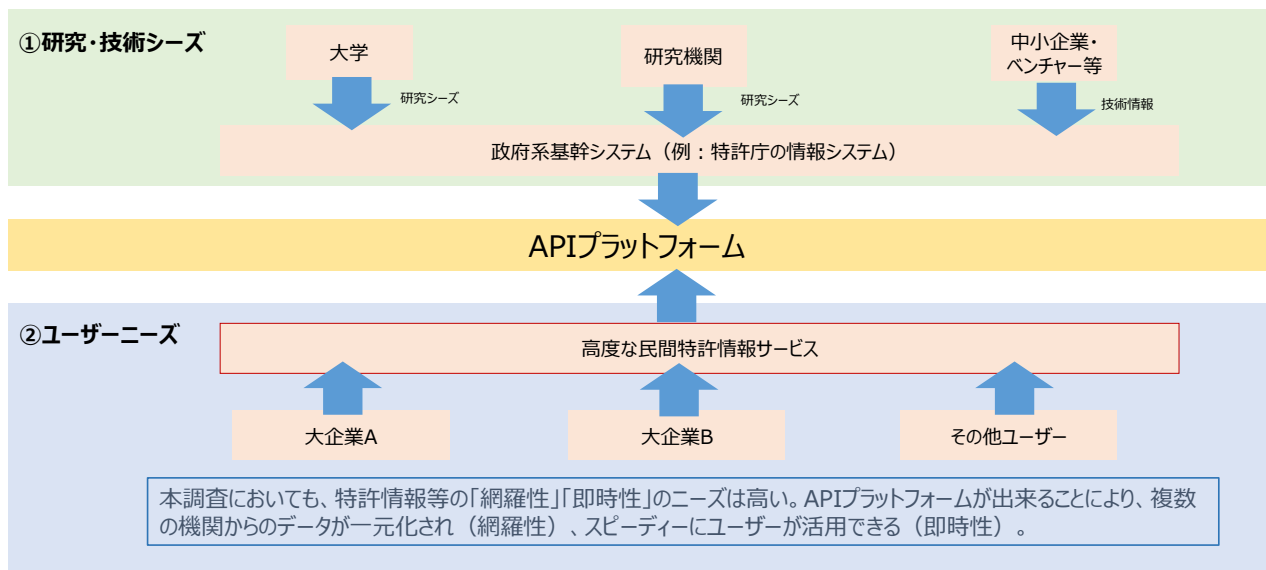 ①研究・技術シーズ
大学
研究機関
中小企業・
ベンチャー等
研究シーズ
研究シーズ
技術情報
政府系基幹システム（例：特許庁の情報システム）
APIプラットフォーム
②ユーザーニーズ
高度な民間特許情報サービス
大企業A
大企業B
その他ユーザー
本調査においても、特許情報等の「網羅性」「即時性」のニーズは高い。APIプラットフォームが出来ることにより、複数
の機関からのデータが一元化され（網羅性）、スピーディーにユーザーが活用できる（即時性）。